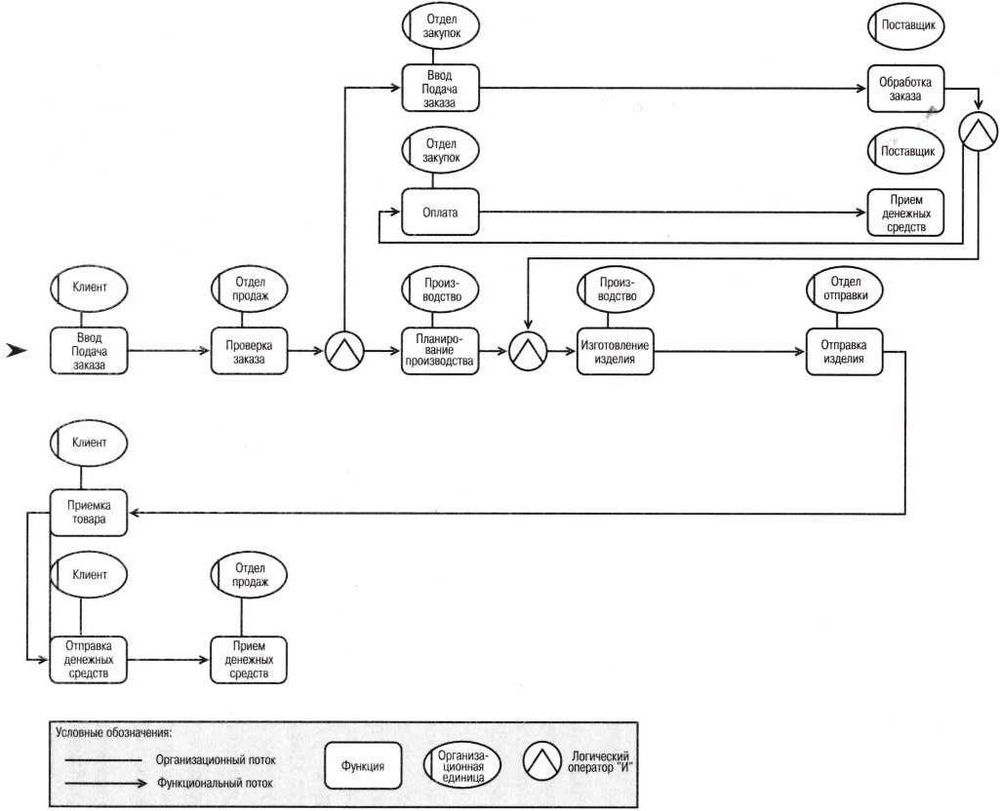 Отдел
закупок
Поставщик
Ввод
Подача
заказа
Обработка
заказа
Отдел
закупок
Поставщик
Оплата
Прием
денежных
средств
Клиент
Отдел
продаж
Произ-
водство
Произ-
водство
Отдел
отправки
Ввод
Подача
заказа
Проверка
заказа
Планиро-
вание
производства
Изготовление
изделия
Отправка
изделия
Клиент
Приемка
товара
Клиент
Отдел
продаж
Отправка
денежных
средств
Прием
денежных
средств
Условные обозначения:
Организационный поток
Функциональный поток
Функция
Организа-
ционная
единица
Логический
оператор "И"